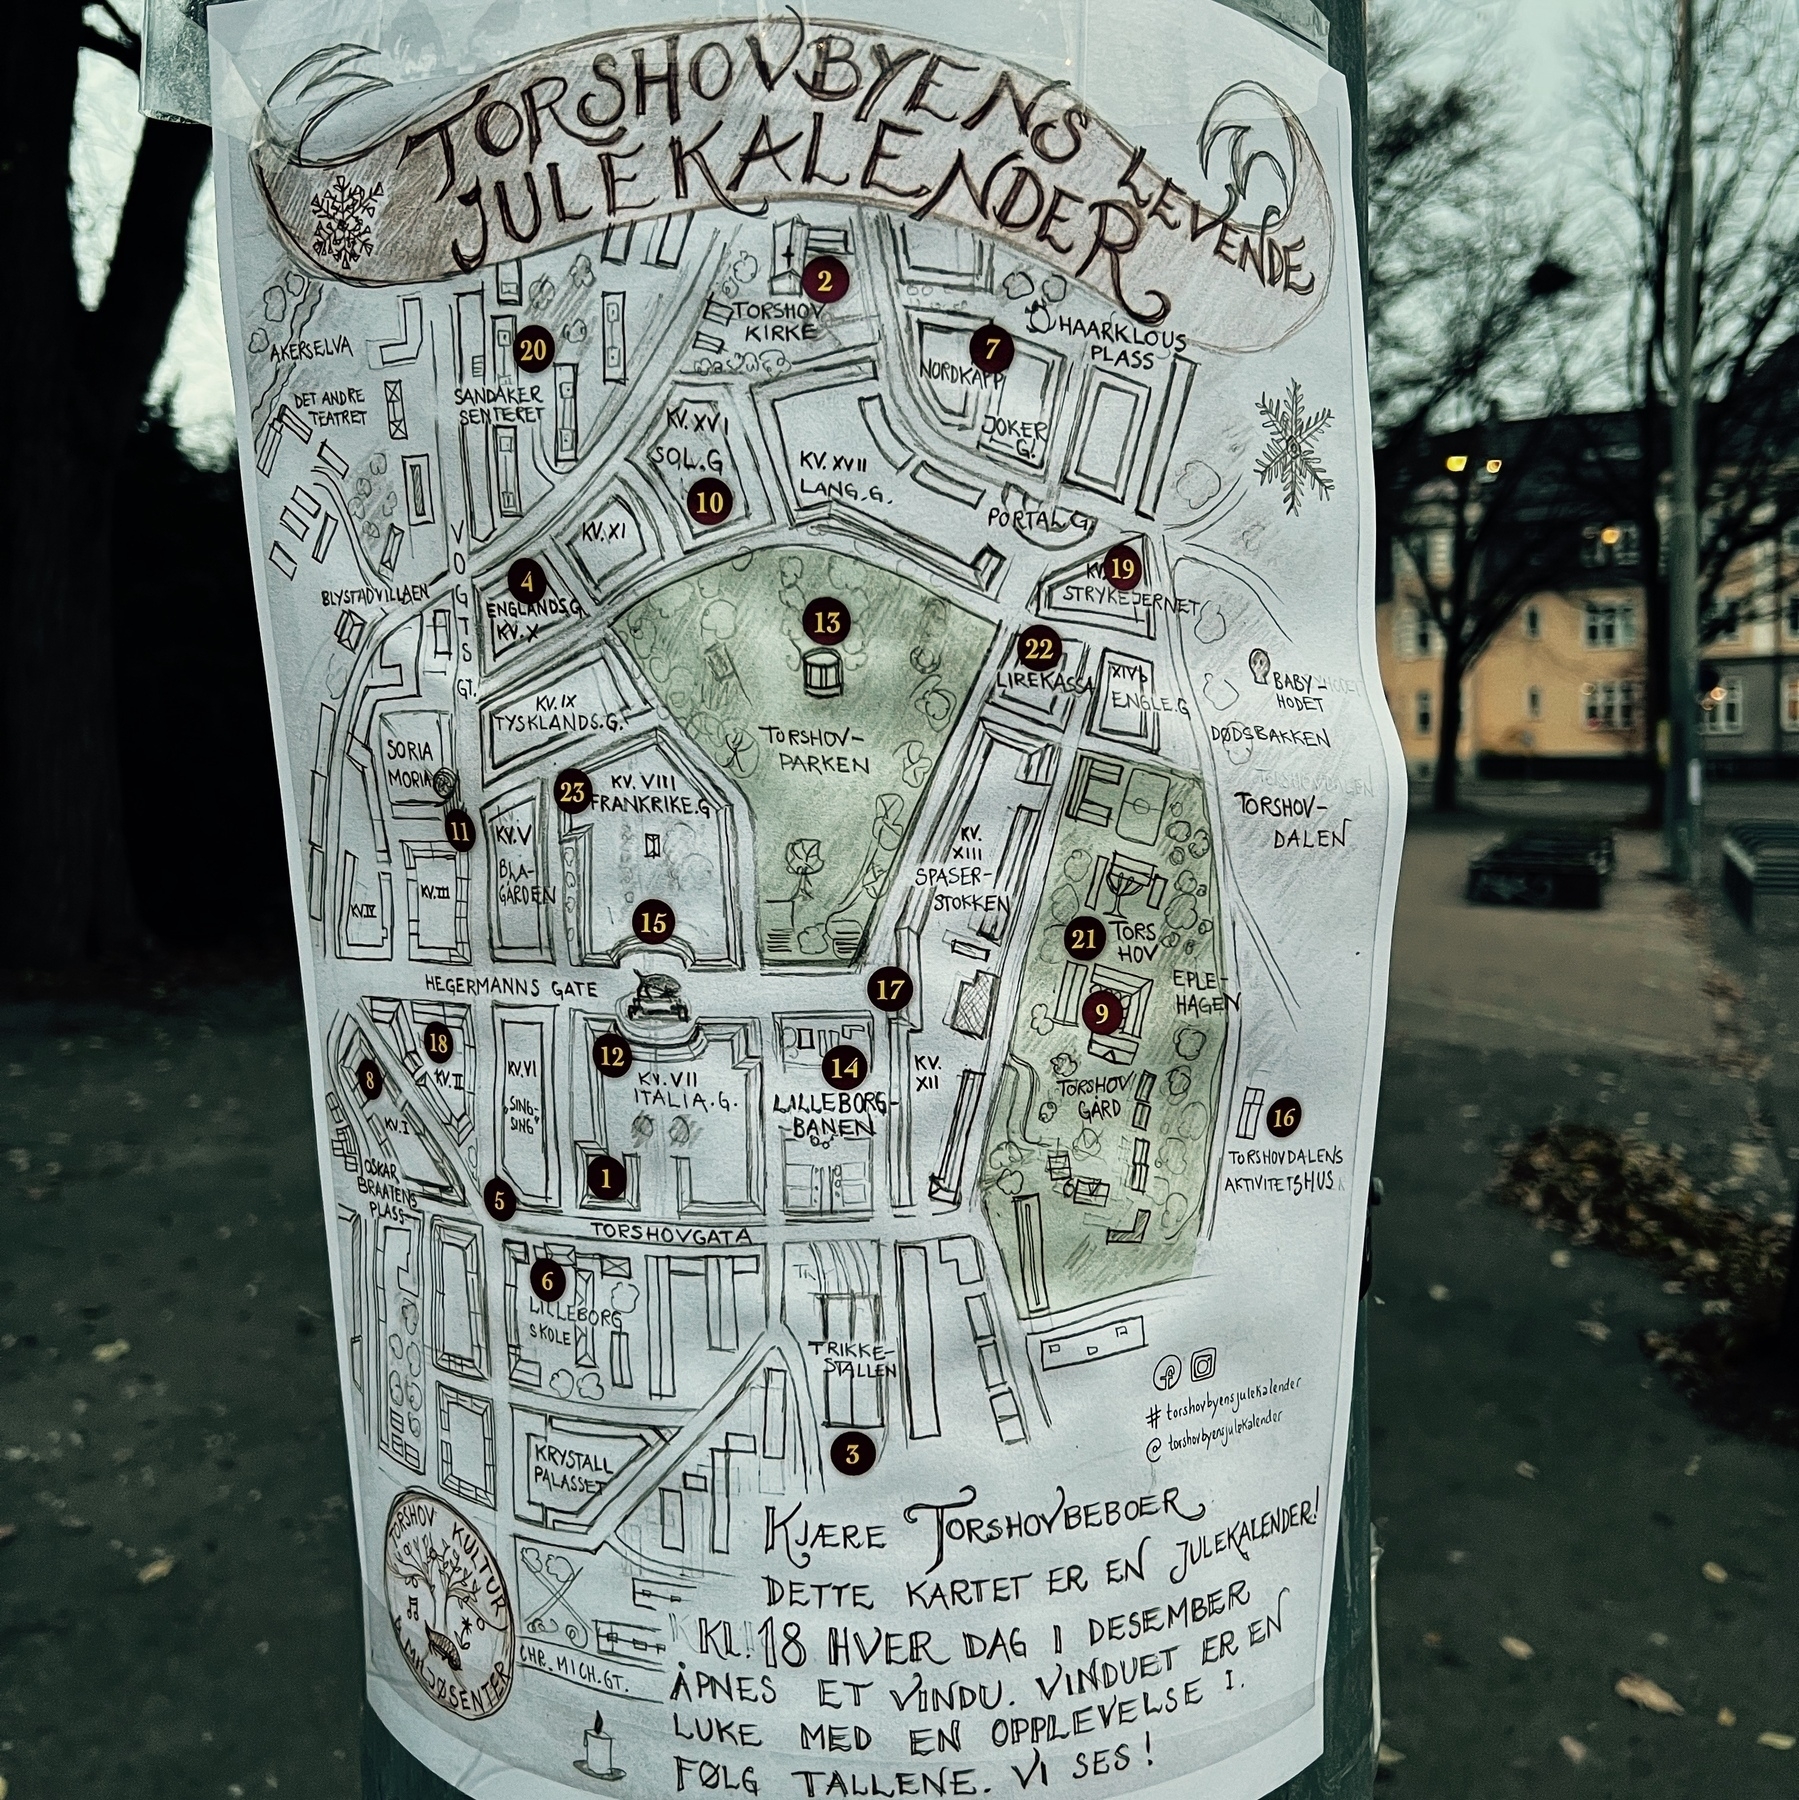 TORSHOVBYENS LEVENDE
JULEKALENDER
2
TORSHOV
KIRKE
AKERSELVA
20
SANDAKER
SENTERET
7
NORDKAPP
HAARKLOUS
PLASS
JOKER
G.
DET ANDRE
TEATRET
KV. XVI
SOL.G
10
KV. XVII
LANG.G.
PORTALG.
KV. XI
VOGTS GT.
BLYSTADVILLAEN
4
ENGLANDS.G
KV. X
19
KV.
STRYKEJERNET
13
22
LIREKASSA
XIVb
ENGLE.G
BABY-
HODET
DØDSBAKKEN
KV. IX
TYSKLANDS.G.
TORSHOV-
PARKEN
SORIA
MORIA
11
23
KV. VIII
FRANKRIKE.G
TORSHOV-
DALEN
KV. V
BLÅ-
GÅRDEN
KV.III
KV.IV
KV.
XIII
SPASER-
STOKKEN
15
21
TORS
HOV
EPLE-
HAGEN
HEGERMANNS GATE
17
9
18
KV.II
8
KV.I
KV.VI
"SING-
SING"
12
KV. VII
ITALIA.G.
14
LILLEBORG-
BANEN
KV.
XII
TORSHOV
GÅRD
16
TORSHOVDALENS
AKTIVITETSHUS
OSKAR
BRAATENS
PLASS
5
1
TORSHOVGATA
6
LILLEBORG
SKOLE
TRIKKE-
STALLEN
3
KRYSTALL
PALASSET
# torshovbyensjulekalender
@ torshovbyensjulekalender
TORSHOV KULTUR
& MILJØSENTER
CHR. MICH.GT.
KJÆRE TORSHOVBEBOER
DETTE KARTET ER EN JULEKALENDER!
KL! 18 HVER DAG I DESEMBER
ÅPNES ET VINDU. VINDUET ER EN
LUKE MED EN OPPLEVELSE I.
FØLG TALLENE. VI SES!